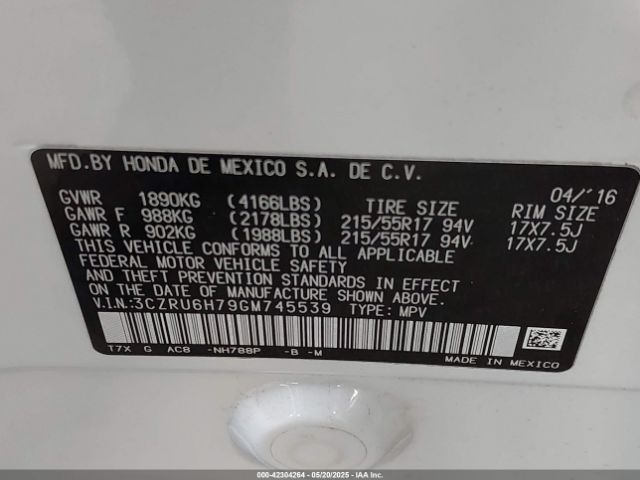 MFD.BY HONDA DE MEXICO S.A. DE C.V.
04/'16
GVWR 1890KG (4166LBS) TIRE SIZE RIM SIZE
GAWR F 988KG (2178LBS) 215/55R17 94V 17X7.5J
GAWR R 902KG (1988LBS) 215/55R17 94V 17X7.5J
THIS VEHICLE CONFORMS TO ALL APPLICABLE
FEDERAL MOTOR VEHICLE SAFETY, BUMPER, AND
THEFT PREVENTION STANDARDS IN EFFECT ON
THE DATE OF MANUFACTURE SHOWN ABOVE.
V.I.N.:3CZRU6H79GM745539 TYPE: MPV
T7X G AC8 -NH788P -B -M
MADE IN MEXICO
000-42304264 - 05/20/2025 - IAAI/ACV